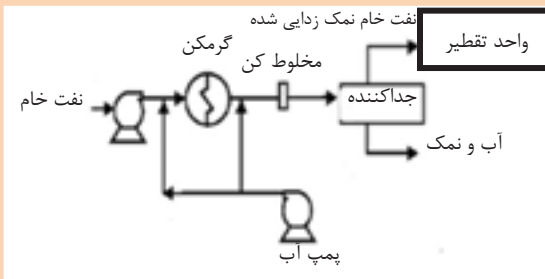 نفت خام نمک زدایی شده
واحد تقطیر
گرمکن
مخلوط کن
جداکننده
نفت خام
آب و نمک
پمپ آب